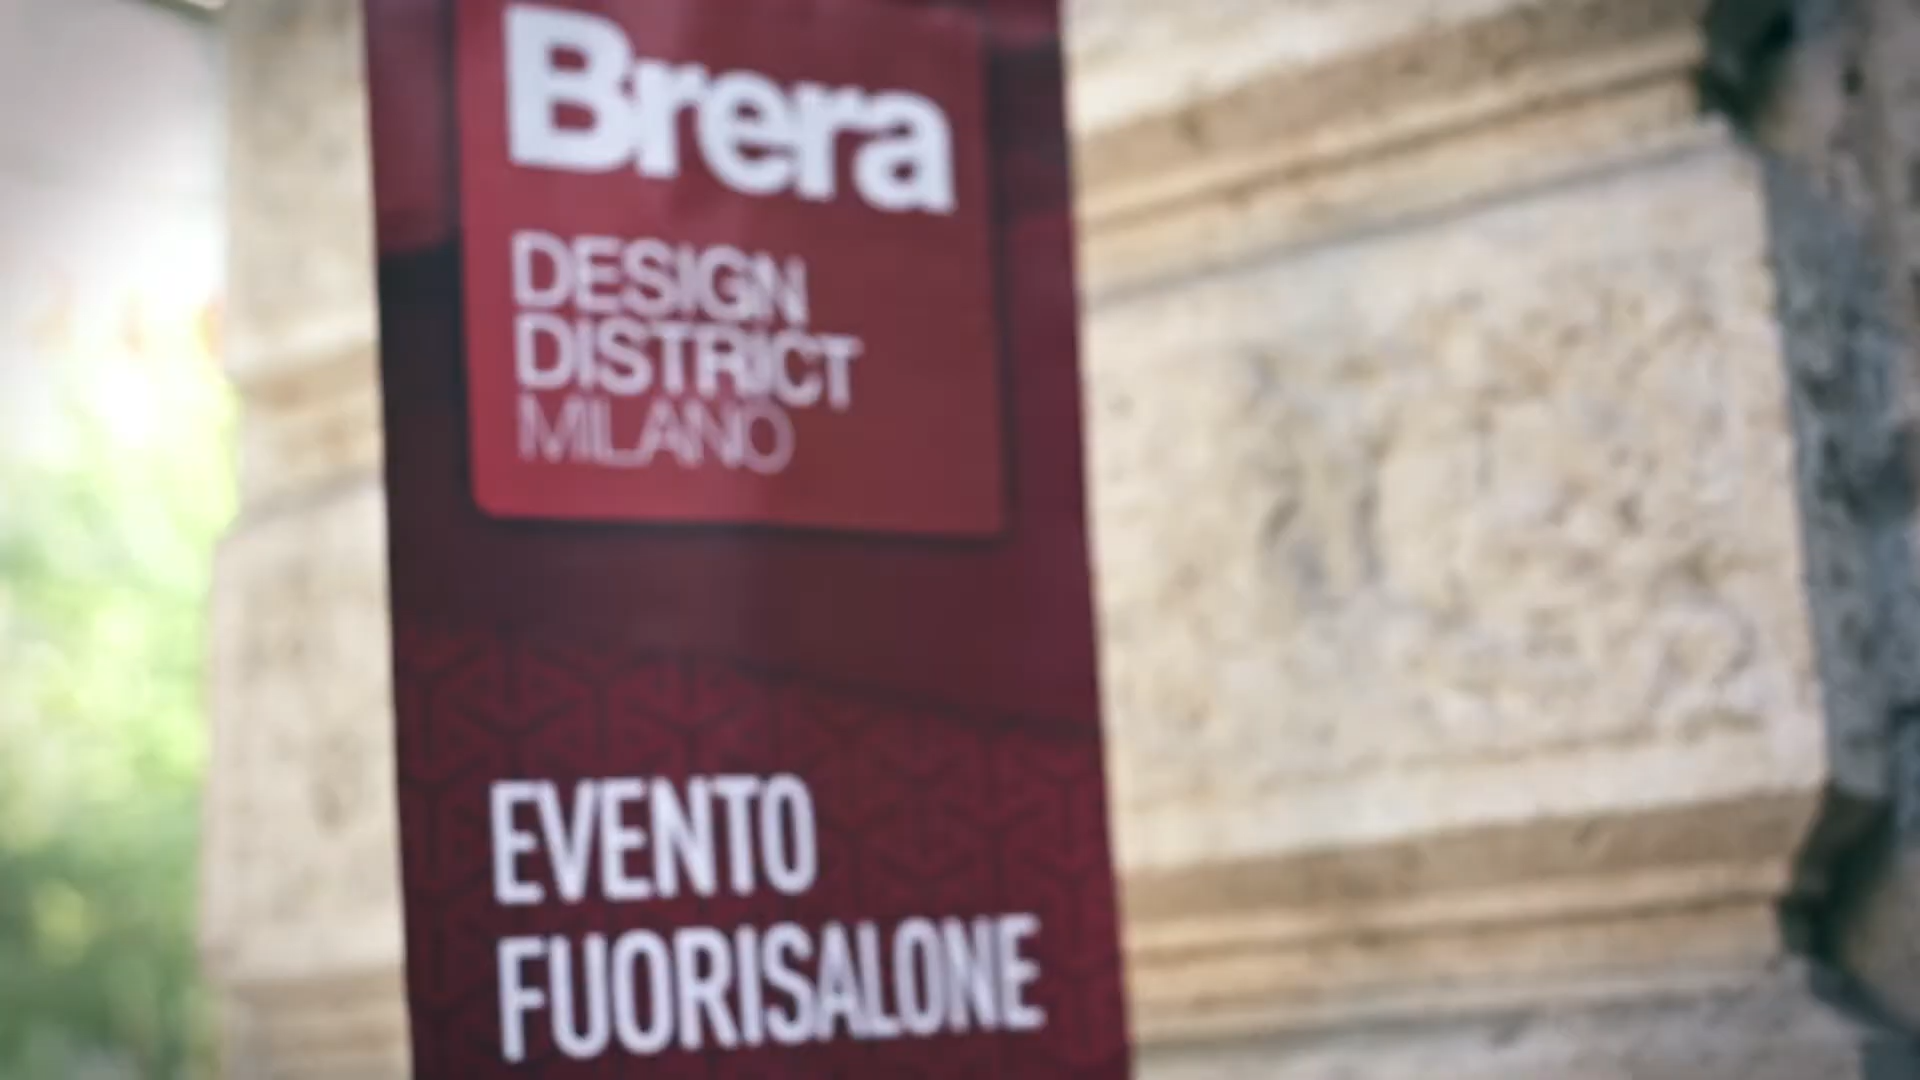 Brera
DESIGN
DISTRICT
MILANO
EVENTO
FUORISALONE